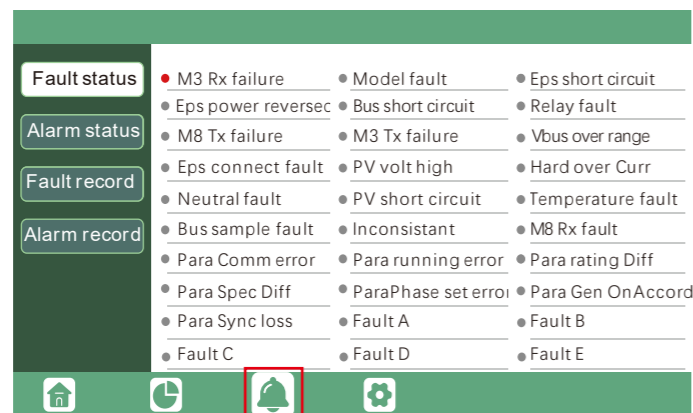 Fault status
Alarm status
Fault record
Alarm record
M3 Rx failure Model fault Eps short circuit
Eps power reversec Bus short circuit Relay fault
M8 Tx failure M3 Tx failure Vbus over range
Eps connect fault PV volt high Hard over Curr
Neutral fault PV short circuit Temperature fault
Bus sample fault Inconsistant M8 Rx fault
Para Comm error Para running error Para rating Diff
Para Spec Diff ParaPhase set error Para Gen OnAccord
Para Sync loss Fault A Fault B
Fault C Fault D Fault E